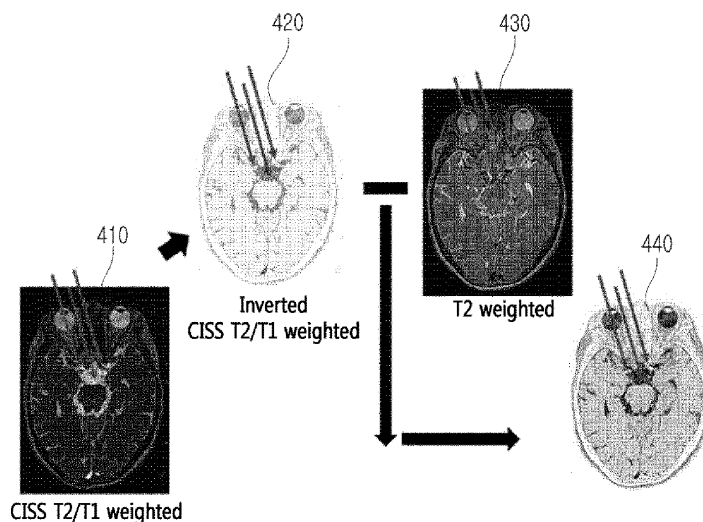 420
430
410
440
Inverted
CISS T2/T1 weighted
T2 weighted
CISS T2/T1 weighted